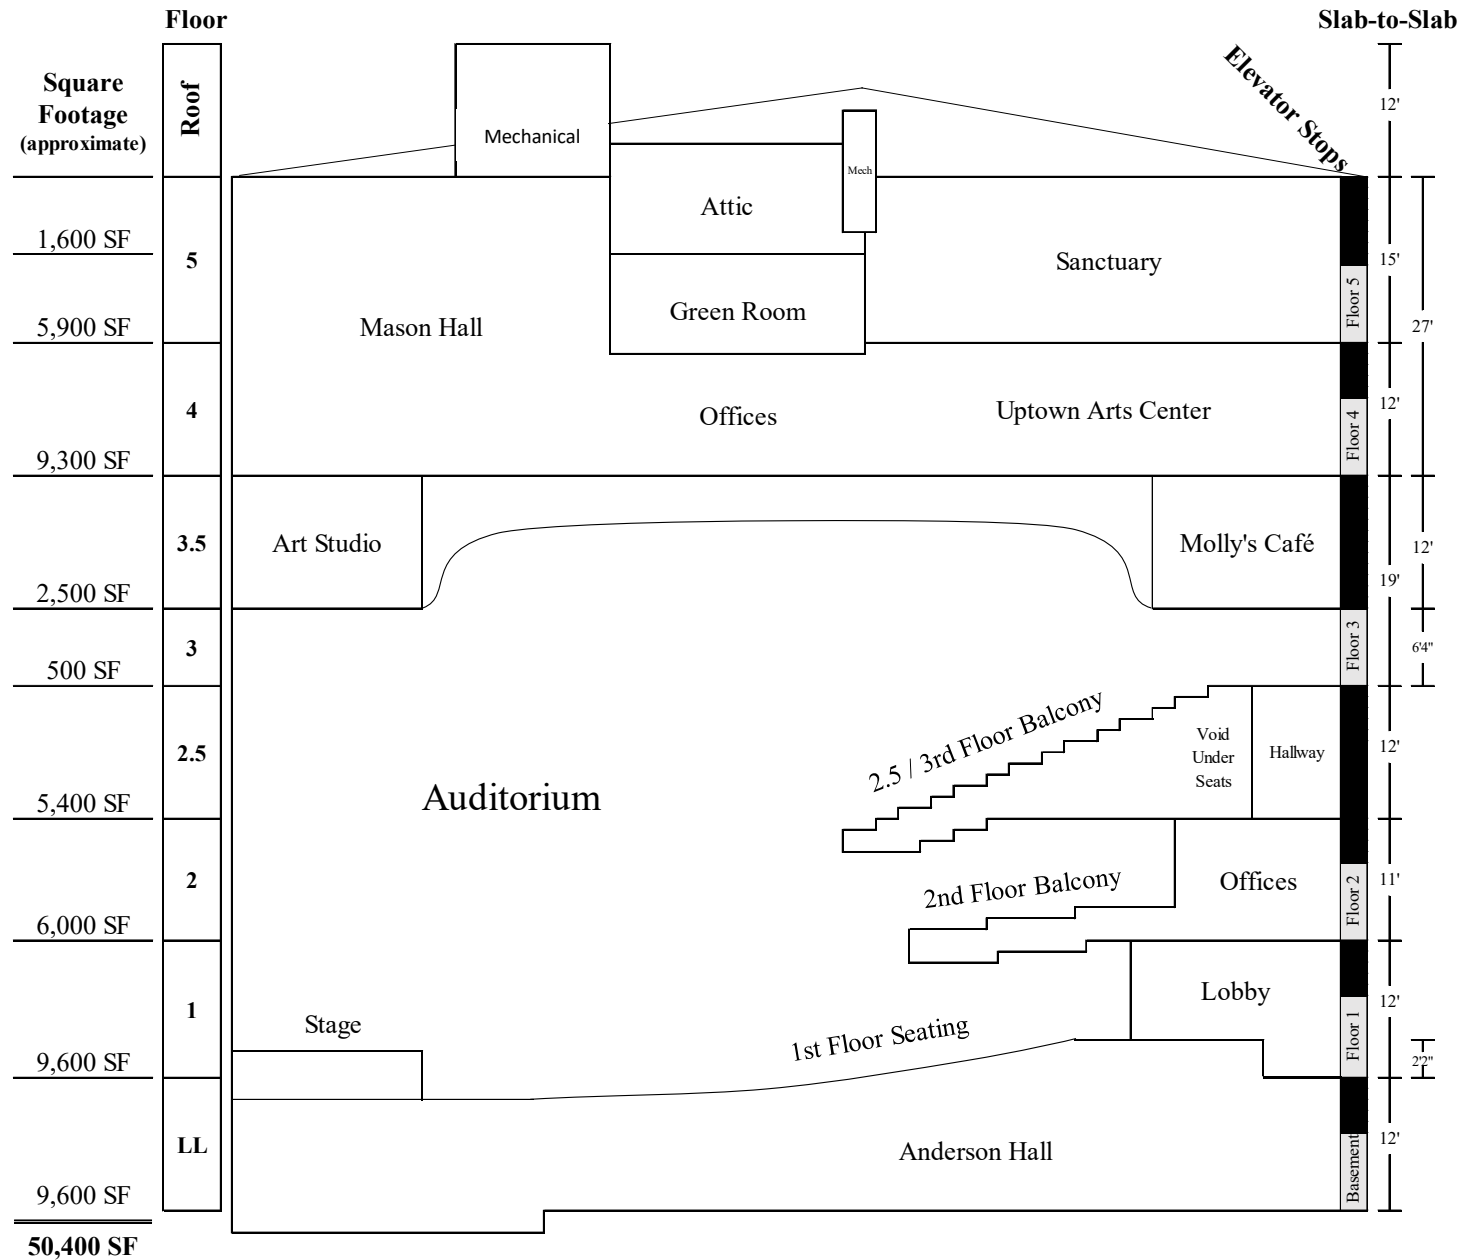 Floor
Slab-to-Slab
Square
Footage
(approximate)
Roof
Elevator Stops
12'
Mechanical
Mech
Attic
1,600 SF
5
Sanctuary
15'
Green Room
Floor 5
5,900 SF
Mason Hall
27'
4
Offices
Uptown Arts Center
Floor 4
12'
9,300 SF
3.5
Art Studio
Molly's Café
12'
19'
2,500 SF
3
Floor 3
6'4"
500 SF
2.5 / 3rd Floor Balcony
Void
Under
Seats
Hallway
2.5
12'
Auditorium
5,400 SF
2
2nd Floor Balcony
Offices
Floor 2
11'
6,000 SF
1
Lobby
Floor 1
12'
Stage
1st Floor Seating
2'2"
9,600 SF
LL
Anderson Hall
Basement
12'
9,600 SF
50,400 SF